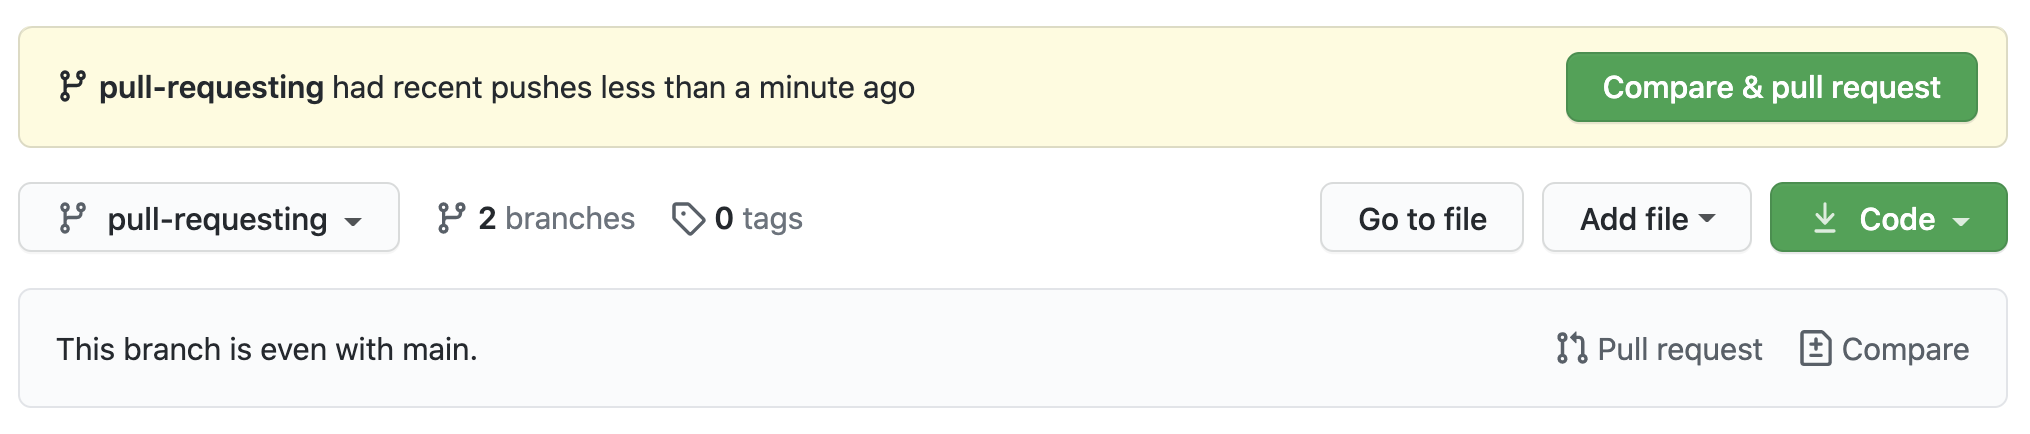 pull-requesting had recent pushes less than a minute ago
Compare & pull request
pull-requesting
2 branches
0 tags
Go to file
Add file
Code
This branch is even with main.
Pull request
Compare